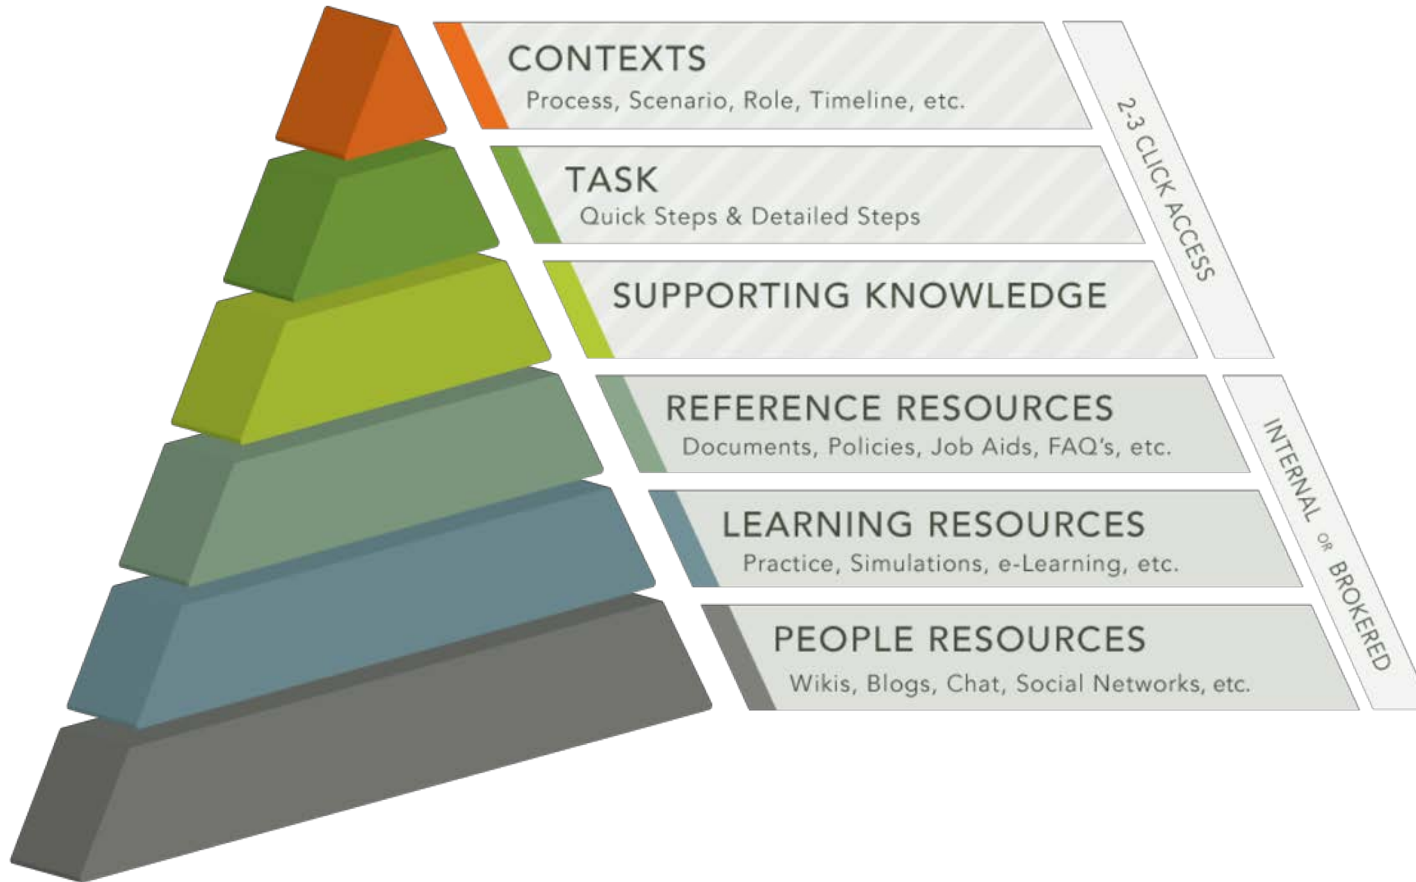 CONTEXTS
Process, Scenario, Role, Timeline, etc.
TASK
Quick Steps & Detailed Steps
SUPPORTING KNOWLEDGE
2-3 CLICK ACCESS
REFERENCE RESOURCES
Documents, Policies, Job Aids, FAQ's, etc.
LEARNING RESOURCES
Practice, Simulations, e-Learning, etc.
PEOPLE RESOURCES
Wikis, Blogs, Chat, Social Networks, etc.
INTERNAL OR BROKERED